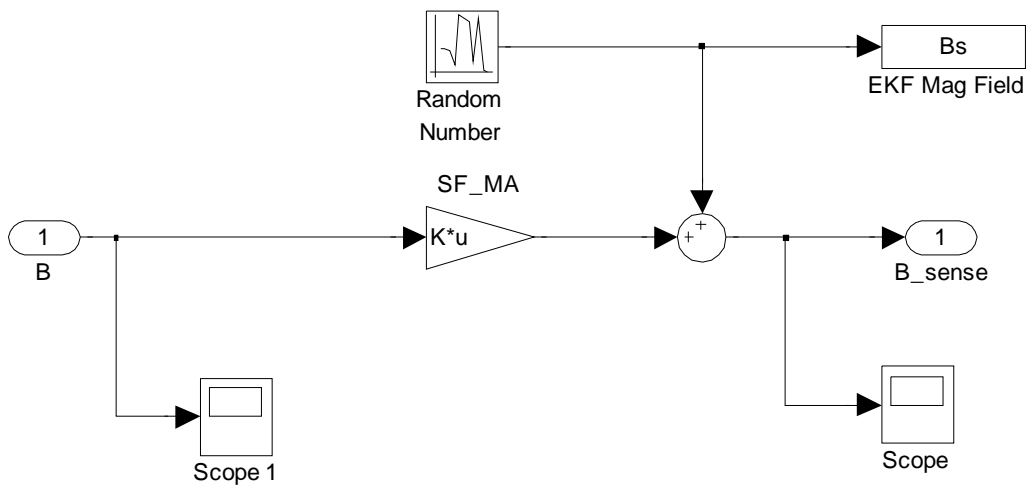 Bs
EKF Mag Field
Random
Number
SF_MA
1
B
K*u
+
+
1
B_sense
Scope 1
Scope